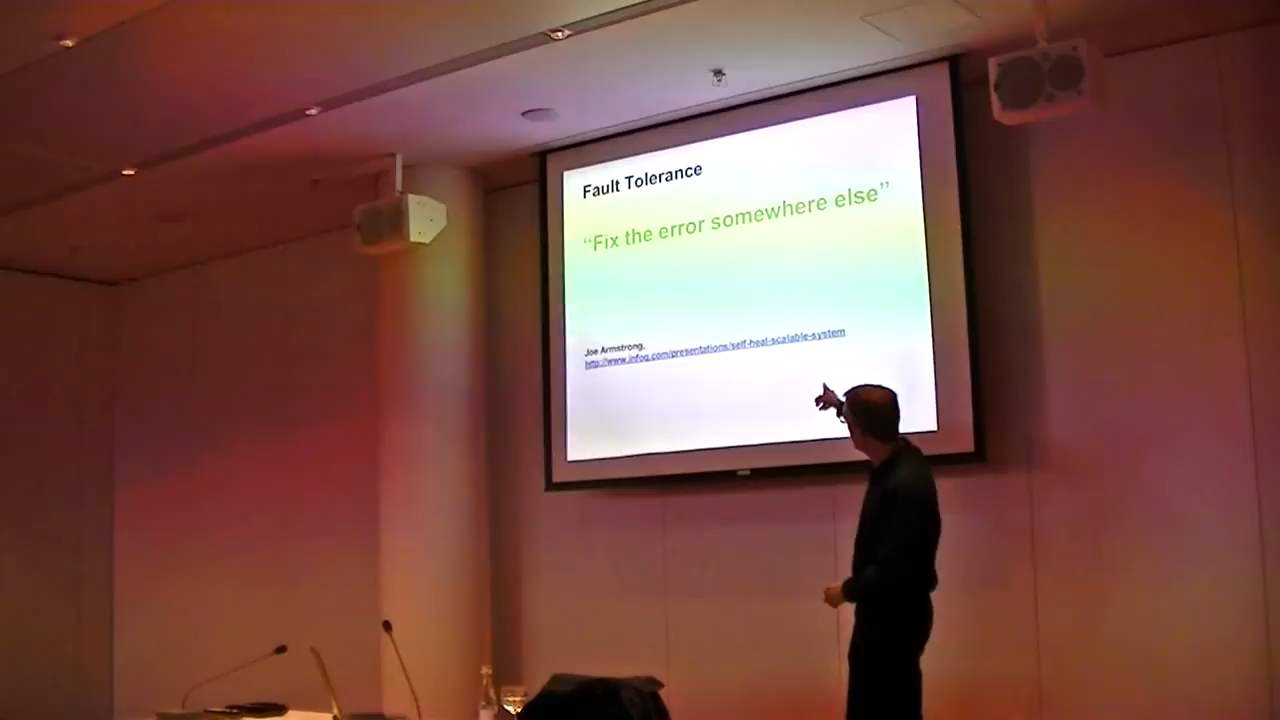 Fault Tolerance
“Fix the error somewhere else”
Joe Armstrong,
http://www.infoq.com/presentations/self-heal-scalable-system